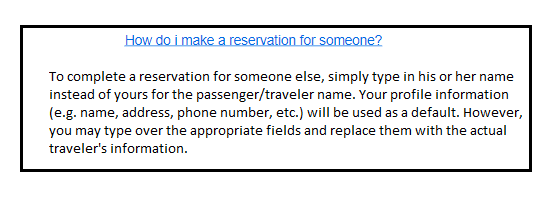 How do i make a reservation for someone?
To complete a reservation for someone else, simply type in his or her name
instead of yours for the passenger/traveler name. Your profile information
(e.g. name, address, phone number, etc.) will be used as a default. However,
you may type over the appropriate fields and replace them with the actual
traveler's information.